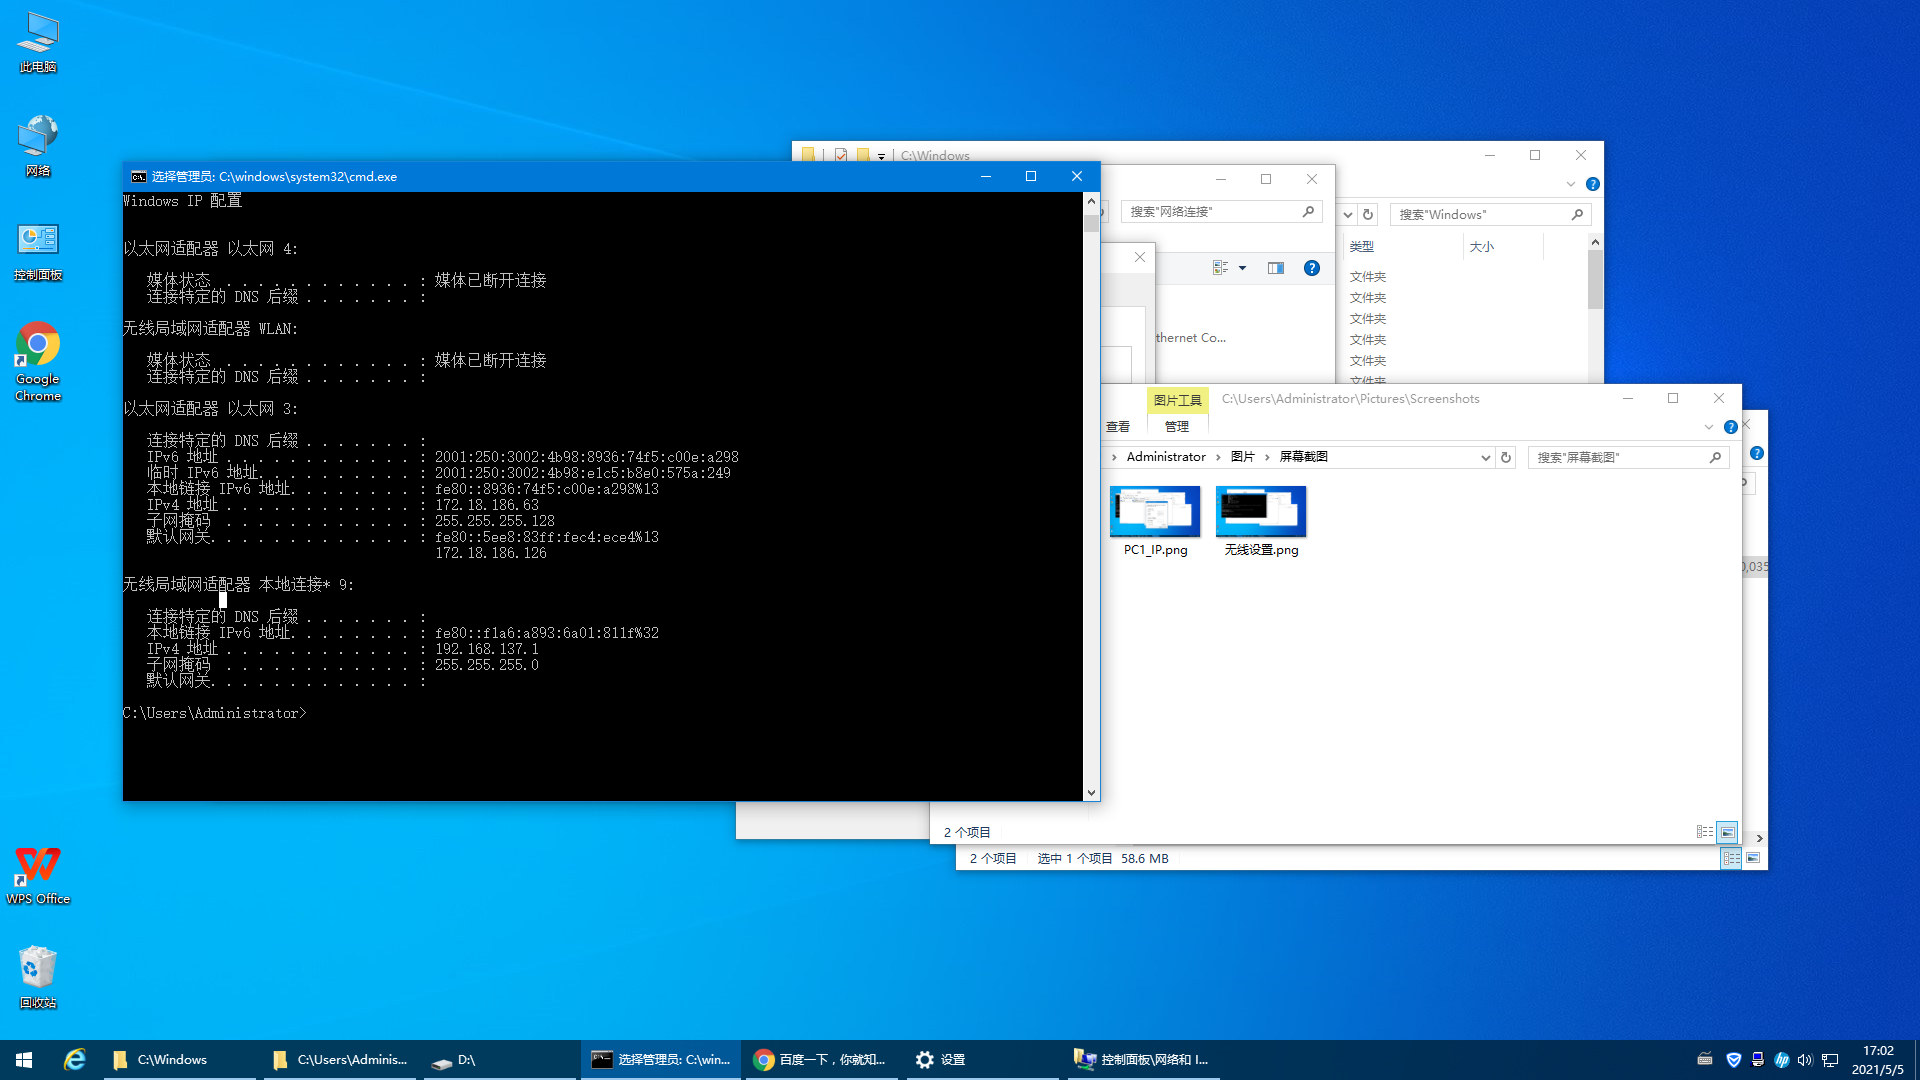 此电脑
网络
控制面板
Google Chrome
WPS Office
回收站
C:\Windows
搜索"Windows"
类型
大小
文件夹
文件夹
文件夹
文件夹
文件夹
文件夹
搜索"网络连接"
thernet Co...
选择管理员: C:\windows\system32\cmd.exe
Windows IP 配置
以太网适配器 以太网 4:
媒体状态 . . . . . . . . . . . . : 媒体已断开连接
连接特定的 DNS 后缀 . . . . . . . :
无线局域网适配器 WLAN:
媒体状态 . . . . . . . . . . . . : 媒体已断开连接
连接特定的 DNS 后缀 . . . . . . . :
以太网适配器 以太网 3:
连接特定的 DNS 后缀 . . . . . . . :
IPv6 地址 . . . . . . . . . . . . : 2001:250:3002:4b98:8936:74f5:c00e:a298
临时 IPv6 地址. . . . . . . . . . : 2001:250:3002:4b98:e1c5:b8e0:575a:249
本地链接 IPv6 地址. . . . . . . . : fe80::8936:74f5:c00e:a298%13
IPv4 地址 . . . . . . . . . . . . : 172.18.186.63
子网掩码 . . . . . . . . . . . . : 255.255.255.128
默认网关. . . . . . . . . . . . . : fe80::5ee8:83ff:fec4:ece4%13
172.18.186.126
无线局域网适配器 本地连接* 9:
连接特定的 DNS 后缀 . . . . . . . :
本地链接 IPv6 地址. . . . . . . . : fe80::f1a6:a893:6a01:811f%32
IPv4 地址 . . . . . . . . . . . . : 192.168.137.1
子网掩码 . . . . . . . . . . . . : 255.255.255.0
默认网关. . . . . . . . . . . . . :
C:\Users\Administrator>
图片工具
C:\Users\Administrator\Pictures\Screenshots
查看
管理
Administrator › 图片 › 屏幕截图
搜索"屏幕截图"
PC1_IP.png
无线设置.png
0,035
2 个项目
2 个项目 选中 1 个项目 58.6 MB
C:\Windows
C:\Users\Adminis...
D:\
选择管理员: C:\win...
百度一下，你就知...
设置
控制面板\网络和 I...
17:02
2021/5/5